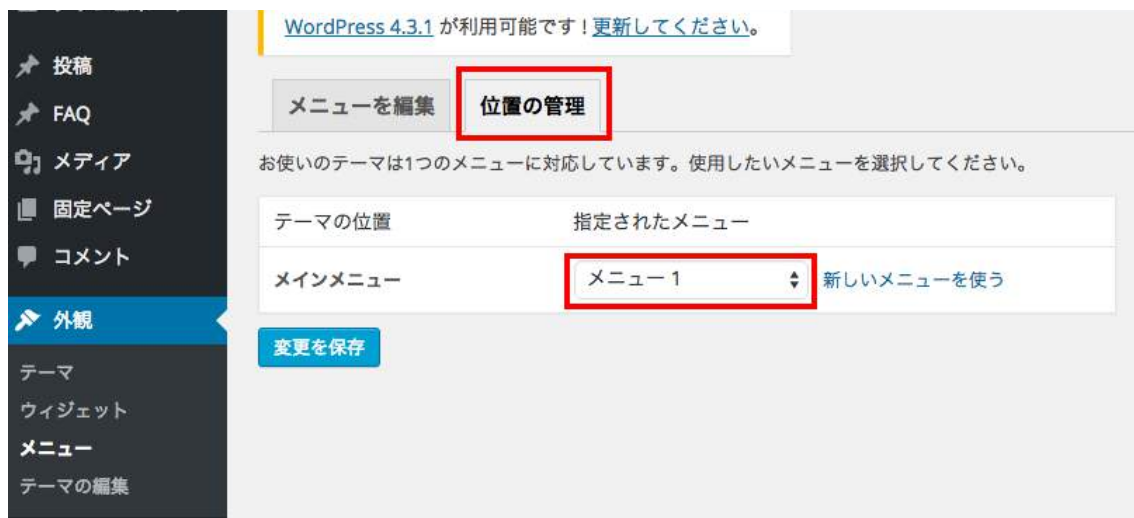 WordPress 4.3.1 が利用可能です ! 更新してください。
投稿
FAQ
メディア
固定ページ
コメント
外観
テーマ
ウィジェット
メニュー
テーマの編集
メニューを編集
位置の管理
お使いのテーマは1つのメニューに対応しています。使用したいメニューを選択してください。
テーマの位置 指定されたメニュー
メインメニュー メニュー 1 新しいメニューを使う
変更を保存